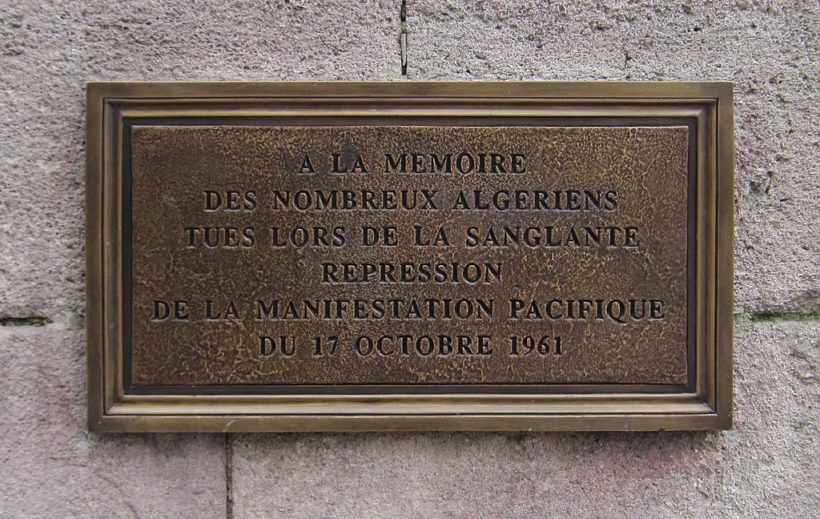 A LA MEMOIRE
DES NOMBREUX ALGERIENS
TUES LORS DE LA SANGLANTE
REPRESSION
DE LA MANIFESTATION PACIFIQUE
DU 17 OCTOBRE 1961